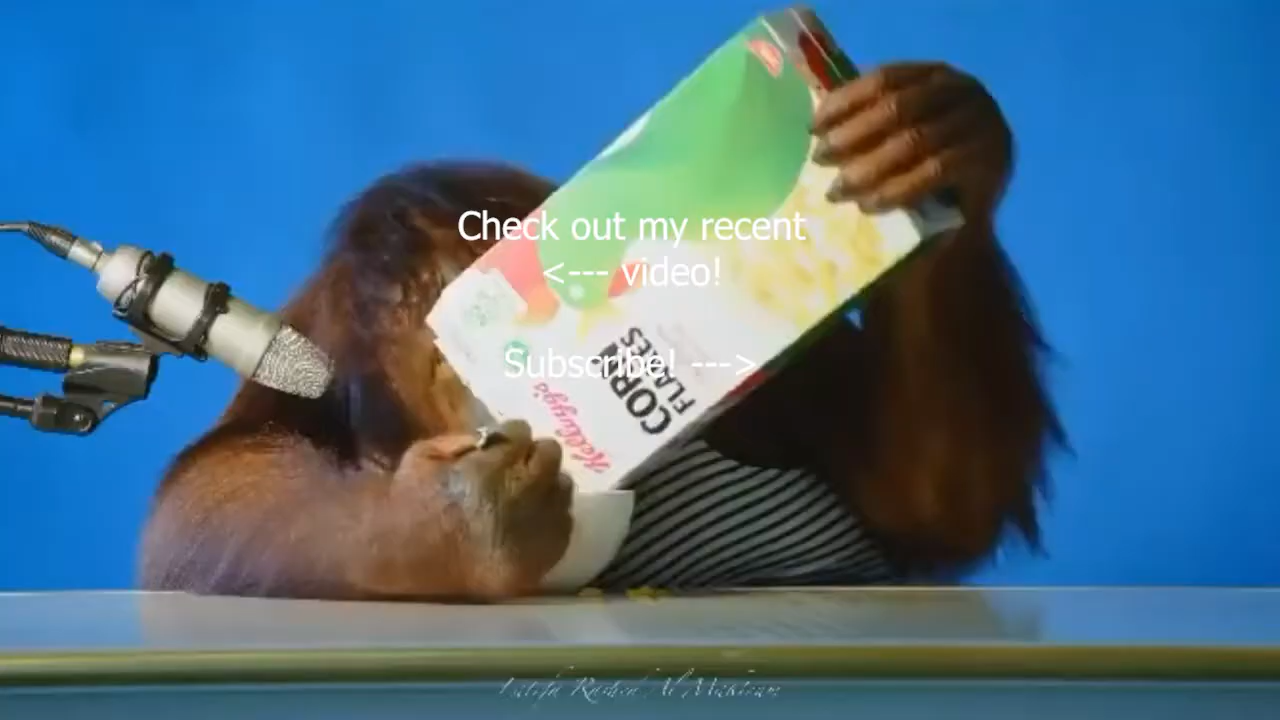 Check out my recent
<--- video!
Subscribe! --->
CORN
FLAKES
Kellogg's